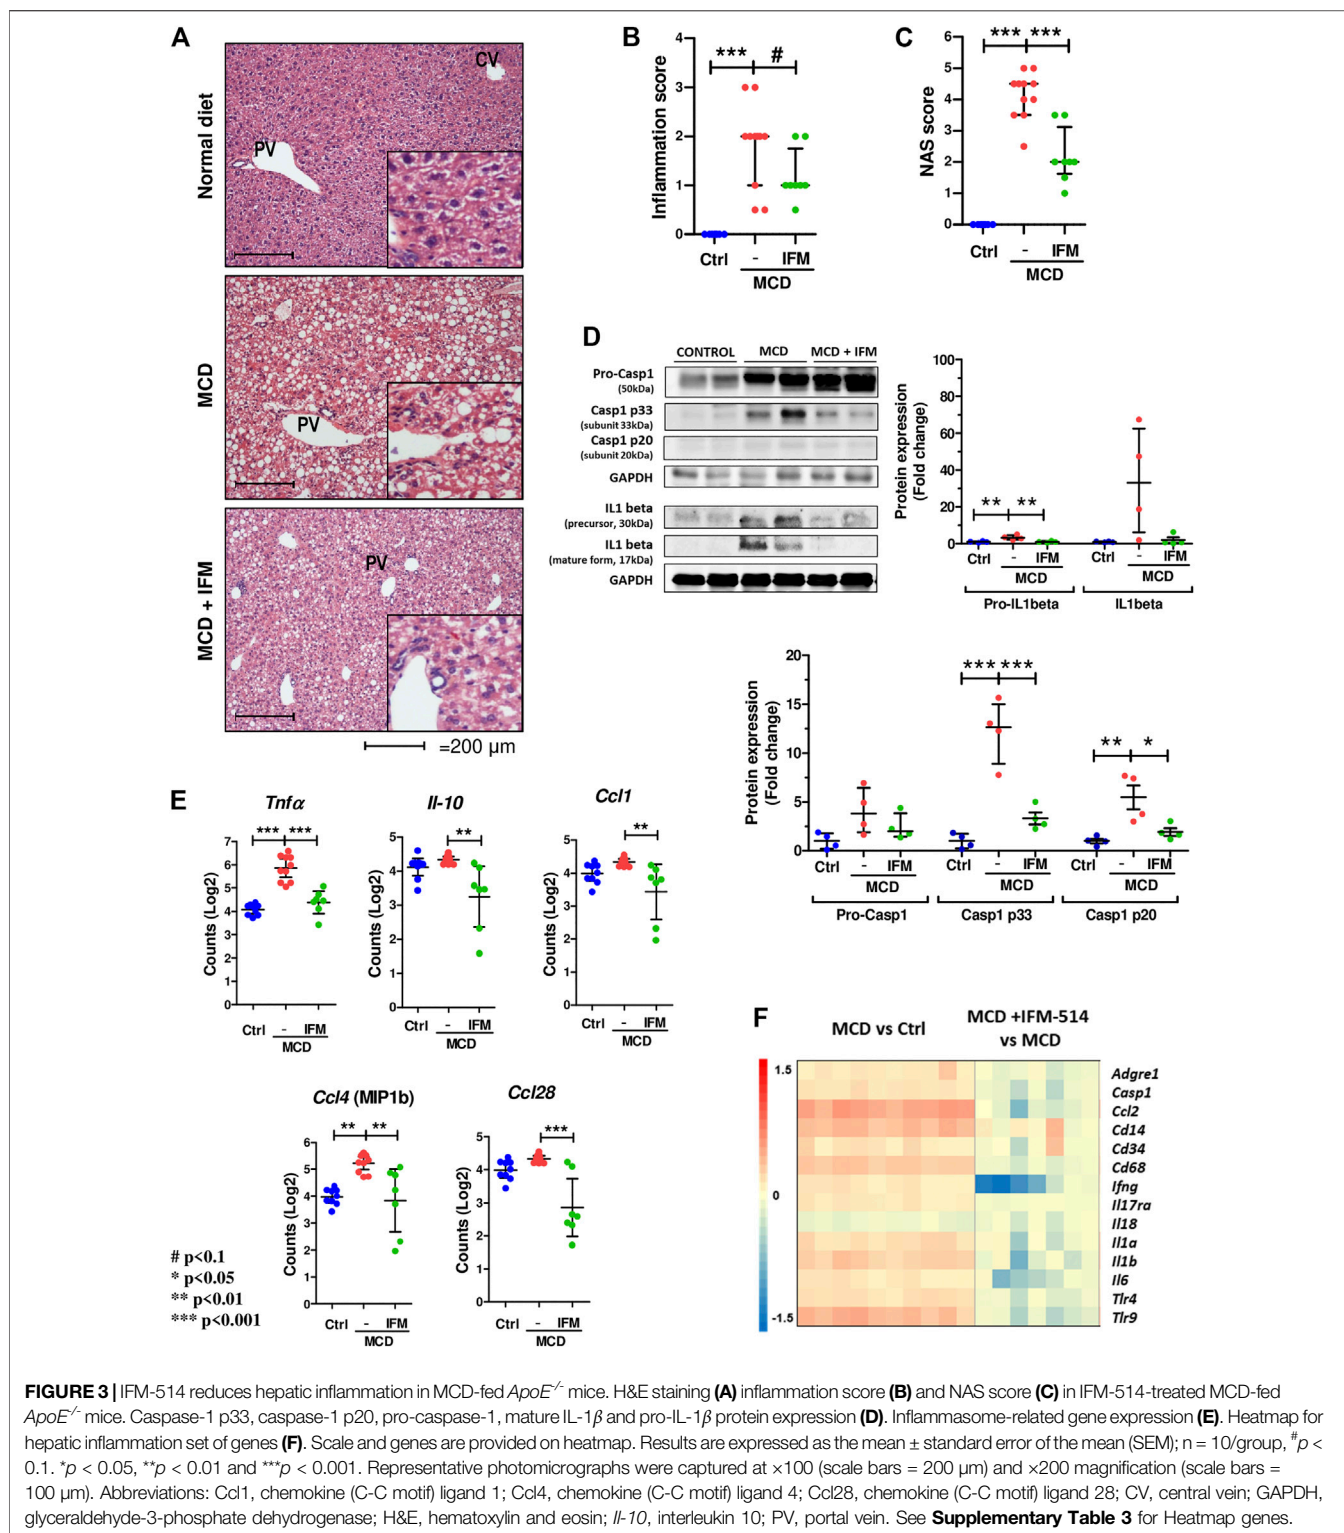 A
Normal diet
CV
PV
MCD
PV
MCD + IFM
PV
=200 µm
B
Inflammation score
4
3
2
1
0
*** #
Ctrl - IFM
MCD
C
NAS score
6
5
4
3
2
1
0
*** ***
Ctrl - IFM
MCD
D
CONTROL MCD MCD + IFM
Pro-Casp1
(50kDa)
Casp1 p33
(subunit 33kDa)
Casp1 p20
(subunit 20kDa)
GAPDH
IL1 beta
(precursor, 30kDa)
IL1 beta
(mature form, 17kDa)
GAPDH
Protein expression
(Fold change)
100
80
60
40
20
0
** **
Ctrl - IFM Ctrl - IFM
MCD MCD
Pro-IL1beta IL1beta
Protein expression
(Fold change)
20
15
10
5
0
*** *** ** *
Ctrl - IFM Ctrl - IFM Ctrl - IFM
MCD MCD MCD
Pro-Casp1 Casp1 p33 Casp1 p20
E
Tnfα
Counts (Log2)
7
6
5
4
3
2
1
0
*** ***
Ctrl - IFM
MCD
Il-10
Counts (Log2)
5
4
3
2
1
0
**
Ctrl - IFM
MCD
Ccl1
Counts (Log2)
5
4
3
2
1
0
**
Ctrl - IFM
MCD
Ccl4 (MIP1b)
Counts (Log2)
6
5
4
3
2
1
0
** **
Ctrl - IFM
MCD
Ccl28
Counts (Log2)
5
4
3
2
1
0
***
Ctrl - IFM
MCD
# p<0.1
* p<0.05
** p<0.01
*** p<0.001
F
MCD vs Ctrl
MCD +IFM-514
vs MCD
1.5
0
-1.5
Adgre1
Casp1
Ccl2
Cd14
Cd34
Cd68
Ifng
Il17ra
Il18
Il1a
Il1b
Il6
Tlr4
Tlr9
FIGURE 3 | IFM-514 reduces hepatic inflammation in MCD-fed ApoE-/- mice. H&E staining (A) inflammation score (B) and NAS score (C) in IFM-514-treated MCD-fed
ApoE-/- mice. Caspase-1 p33, caspase-1 p20, pro-caspase-1, mature IL-1β and pro-IL-1β protein expression (D). Inflammasome-related gene expression (E). Heatmap for
hepatic inflammation set of genes (F). Scale and genes are provided on heatmap. Results are expressed as the mean ± standard error of the mean (SEM); n = 10/group, #p <
0.1. *p < 0.05, **p < 0.01 and ***p < 0.001. Representative photomicrographs were captured at ×100 (scale bars = 200 µm) and ×200 magnification (scale bars =
100 µm). Abbreviations: Ccl1, chemokine (C-C motif) ligand 1; Ccl4, chemokine (C-C motif) ligand 4; Ccl28, chemokine (C-C motif) ligand 28; CV, central vein; GAPDH,
glyceraldehyde-3-phosphate dehydrogenase; H&E, hematoxylin and eosin; Il-10, interleukin 10; PV, portal vein. See Supplementary Table 3 for Heatmap genes.